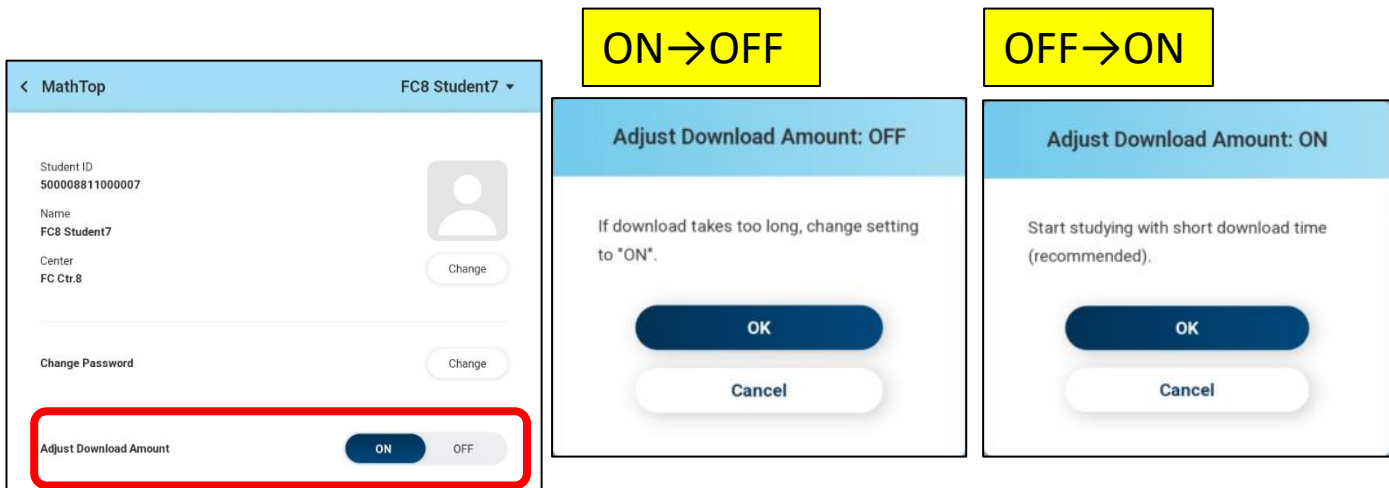 ON→OFF
OFF→ON
< MathTop
FC8 Student7 ▾
Student ID
500008811000007
Name
FC8 Student7
Center
FC Ctr.8
Change
Change Password
Change
Adjust Download Amount
ON
OFF
Adjust Download Amount: OFF
If download takes too long, change setting
to "ON".
OK
Cancel
Adjust Download Amount: ON
Start studying with short download time
(recommended).
OK
Cancel